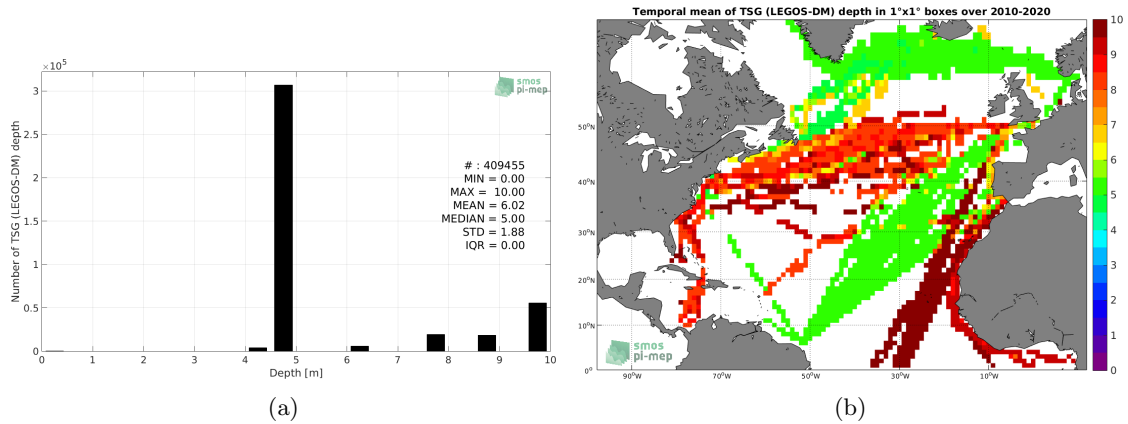 ×10⁵
3
2.5
2
1.5
1
0.5
0
Number of TSG (LEGOS-DM) depth
smos
pi-mep
# : 409455
MIN = 0.00
MAX = 10.00
MEAN = 6.02
MEDIAN = 5.00
STD = 1.88
IQR = 0.00
0 1 2 3 4 5 6 7 8 9 10
Depth [m]
(a)
Temporal mean of TSG (LEGOS-DM) depth in 1°x1° boxes over 2010-2020
50°N
40°N
30°N
20°N
10°N
0°
90°W 70°W 50°W 30°W 10°W
smos
pi-mep
10
9
8
7
6
5
4
3
2
1
0
(b)